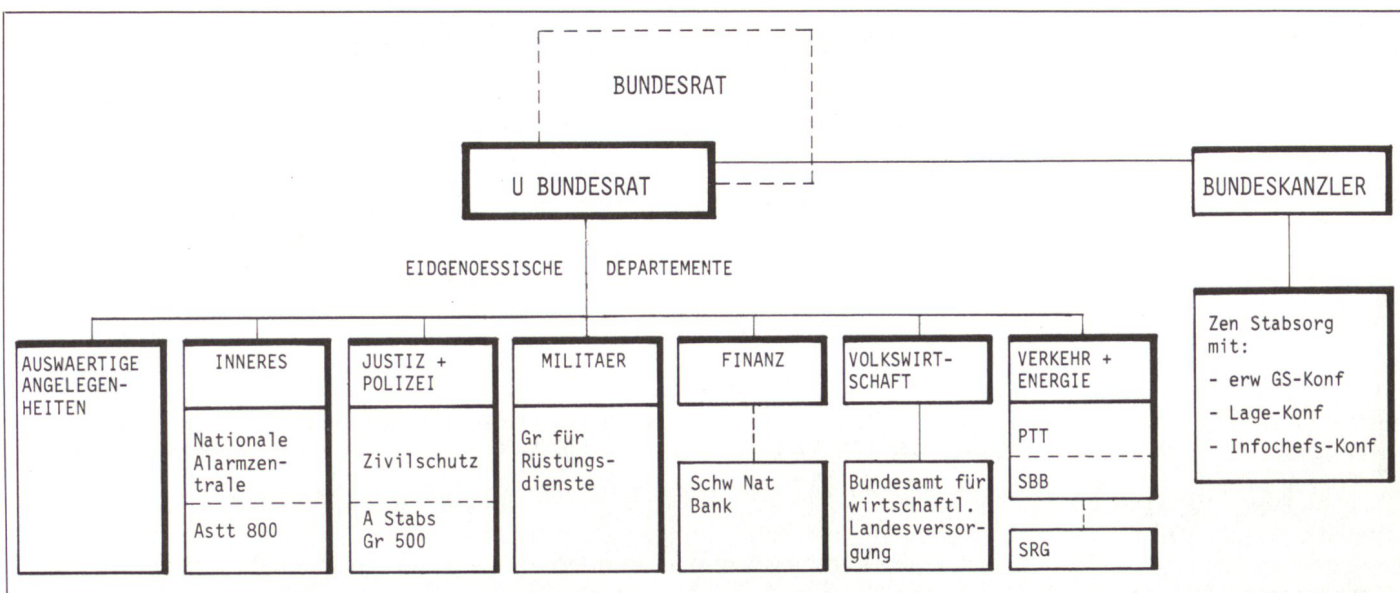 BUNDESRAT
U BUNDESRAT
BUNDESKANZLER
EIDGENOESSISCHE DEPARTEMENTE
Zen Stabsorg
mit:
- erw GS-Konf
- Lage-Konf
- Infochefs-Konf
AUSWAERTIGE
ANGELEGEN-
HEITEN
INNERES
Nationale
Alarmzen-
trale
Astt 800
JUSTIZ +
POLIZEI
Zivilschutz
A Stabs
Gr 500
MILITAER
Gr für
Rüstungs-
dienste
FINANZ
Schw Nat
Bank
VOLKSWIRT-
SCHAFT
Bundesamt für
wirtschaftl.
Landesversor-
gung
VERKEHR +
ENERGIE
PTT
SBB
SRG